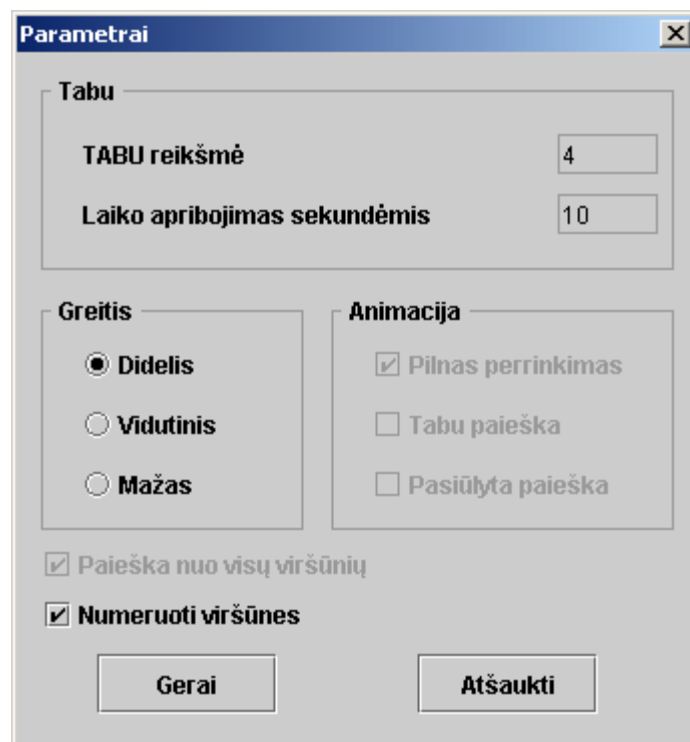 Parametrai
Tabu
TABU reikšmė 4
Laiko apribojimas sekundėmis 10
Greitis
Didelis
Vidutinis
Mažas
Animacija
Pilnas perrinkimas
Tabu paieška
Pasiūlyta paieška
Paieška nuo visų viršūnių
Numeruoti viršūnes
Gerai Atšaukti